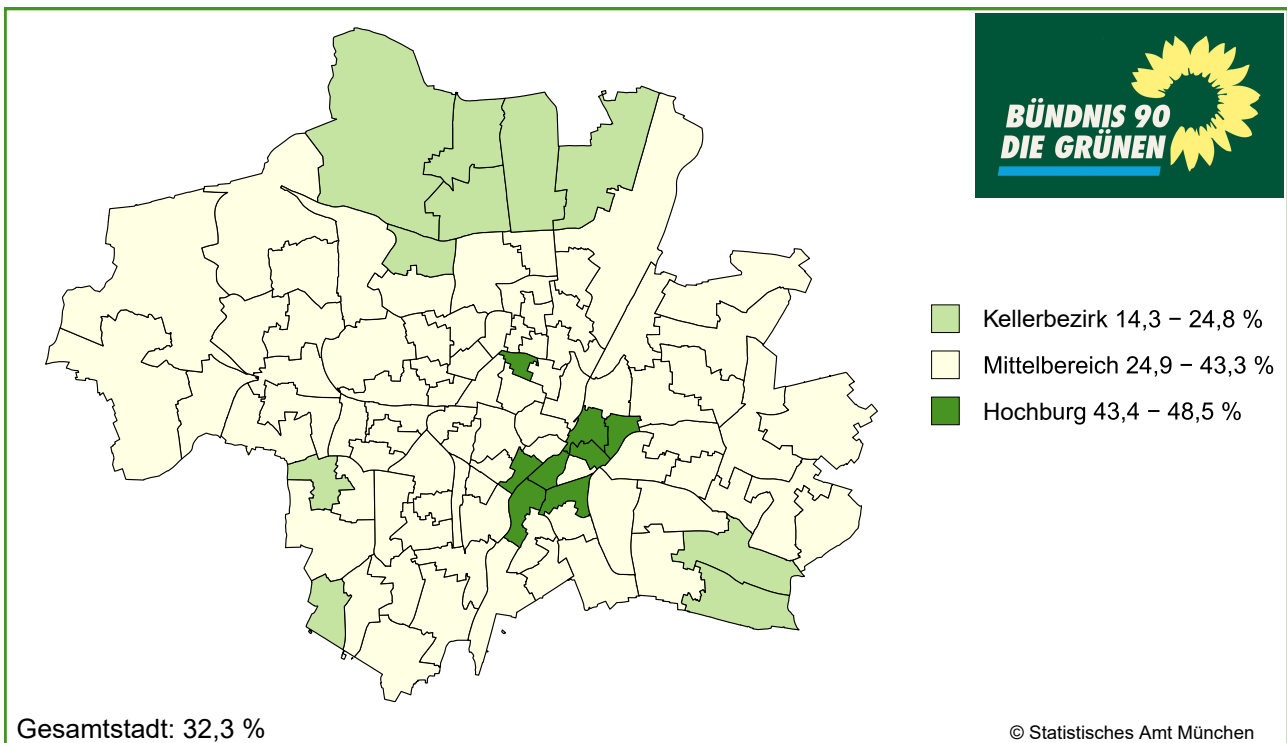 BÜNDNIS 90
DIE GRÜNEN
Kellerbezirk 14,3 − 24,8 %
Mittelbereich 24,9 − 43,3 %
Hochburg 43,4 − 48,5 %
Gesamtstadt: 32,3 %
© Statistisches Amt München